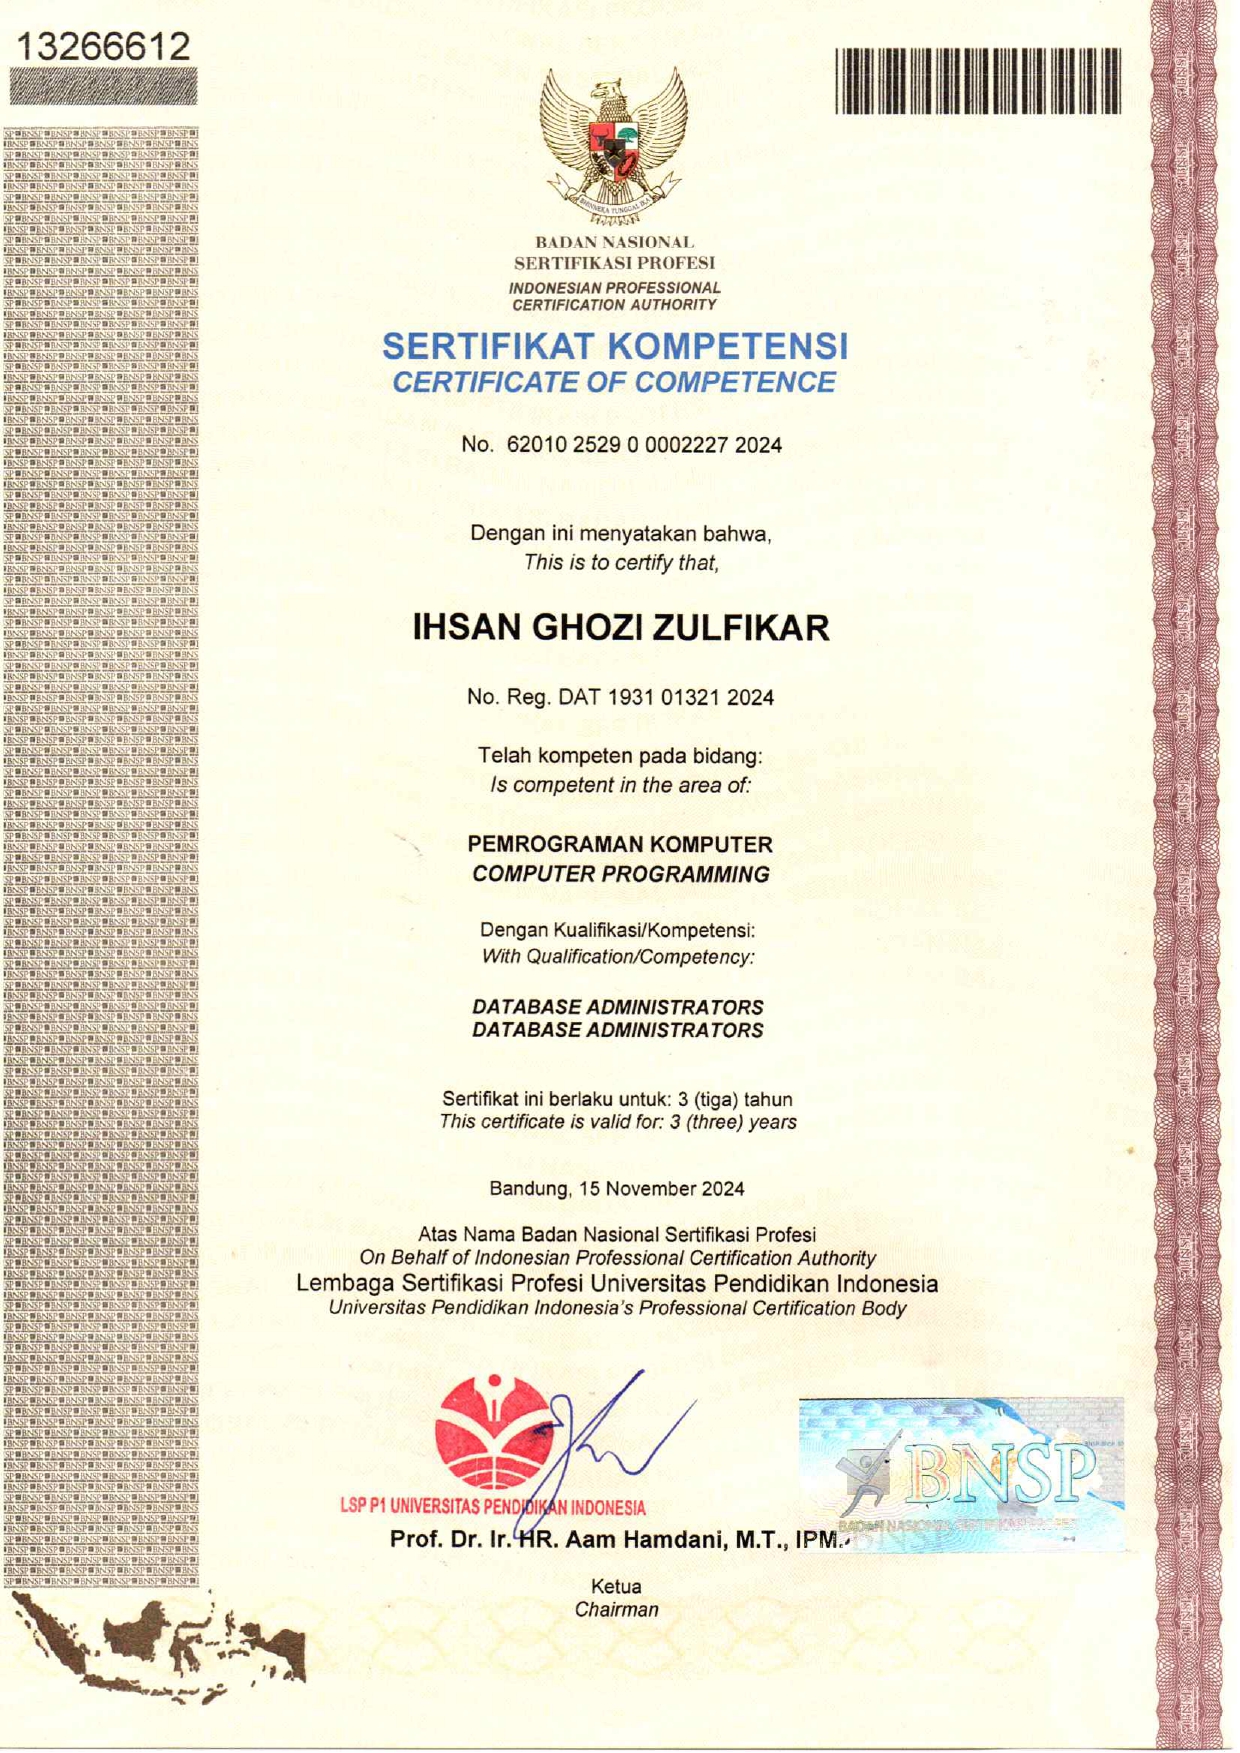 13266612
BHINNEKA TUNGGAL IKA
BADAN NASIONAL
SERTIFIKASI PROFESI
INDONESIAN PROFESSIONAL
CERTIFICATION AUTHORITY
SERTIFIKAT KOMPETENSI
CERTIFICATE OF COMPETENCE
No. 62010 2529 0 0002227 2024
Dengan ini menyatakan bahwa,
This is to certify that,
IHSAN GHOZI ZULFIKAR
No. Reg. DAT 1931 01321 2024
Telah kompeten pada bidang:
Is competent in the area of:
PEMROGRAMAN KOMPUTER
COMPUTER PROGRAMMING
Dengan Kualifikasi/Kompetensi:
With Qualification/Competency:
DATABASE ADMINISTRATORS
DATABASE ADMINISTRATORS
Sertifikat ini berlaku untuk: 3 (tiga) tahun
This certificate is valid for: 3 (three) years
Bandung, 15 November 2024
Atas Nama Badan Nasional Sertifikasi Profesi
On Behalf of Indonesian Professional Certification Authority
Lembaga Sertifikasi Profesi Universitas Pendidikan Indonesia
Universitas Pendidikan Indonesia's Professional Certification Body
LSP P1 UNIVERSITAS PENDIDIKAN INDONESIA
BNSP
BADAN NASIONAL SERTIFIKASI PROFESI
Prof. Dr. Ir. HR. Aam Hamdani, M.T., IPM.
Ketua
Chairman